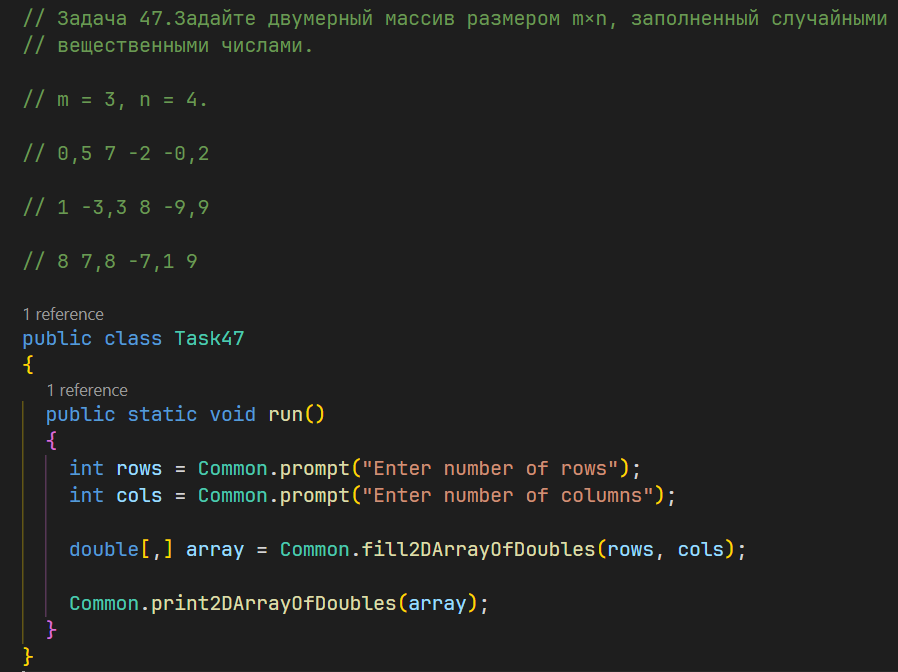 // Задача 47.Задайте двумерный массив размером m×n, заполненный случайными
// вещественными числами.
// m = 3, n = 4.
// 0,5 7 -2 -0,2
// 1 -3,3 8 -9,9
// 8 7,8 -7,1 9
1 reference
public class Task47
{
1 reference
public static void run()
{
int rows = Common.prompt("Enter number of rows");
int cols = Common.prompt("Enter number of columns");
double[,] array = Common.fill2DArrayOfDoubles(rows, cols);
Common.print2DArrayOfDoubles(array);
}
}